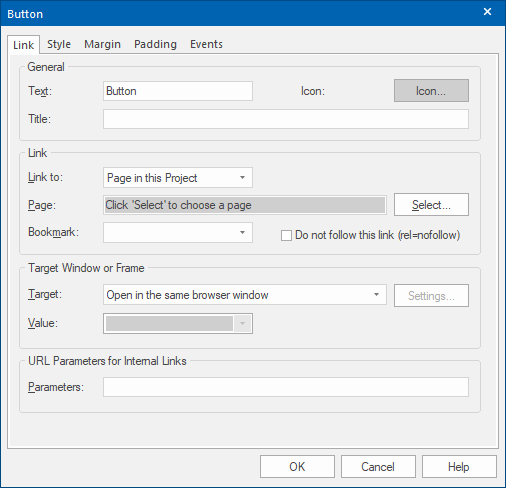 Button
Link Style Margin Padding Events
General
Text: Button Icon: Icon...
Title:
Link
Link to: Page in this Project
Page: Click 'Select' to choose a page Select...
Bookmark: Do not follow this link (rel=nofollow)
Target Window or Frame
Target: Open in the same browser window Settings...
Value:
URL Parameters for Internal Links
Parameters:
OK Cancel Help